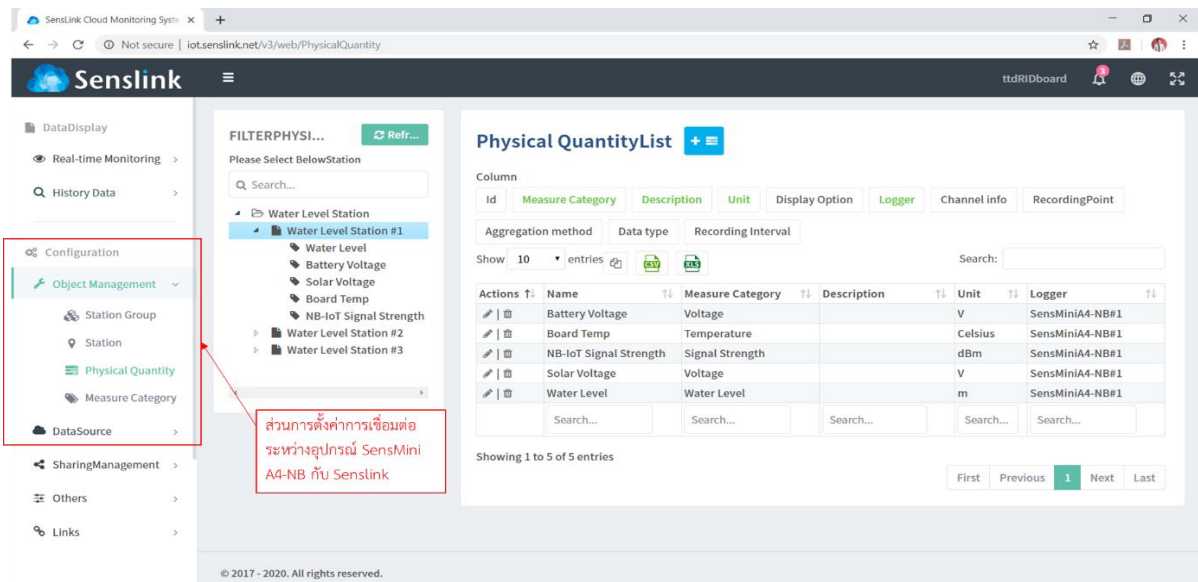 SensLink Cloud Monitoring Syste
Not secure | iot.senslink.net/v3/web/PhysicalQuantity
Senslink
ttdRIDboard
3
DataDisplay
Real-time Monitoring
History Data
Configuration
Object Management
Station Group
Station
Physical Quantity
Measure Category
DataSource
SharingManagement
Others
Links
FILTERPHYSI...
Refr...
Please Select BelowStation
Search...
Water Level Station
Water Level Station #1
Water Level
Battery Voltage
Solar Voltage
Board Temp
NB-IoT Signal Strength
Water Level Station #2
Water Level Station #3
ส่วนการตั้งค่าการเชื่อมต่อ
ระหว่างอุปกรณ์ SensMini
A4-NB กับ Senslink
Physical QuantityList
Column
Id Measure Category Description Unit Display Option Logger Channel info RecordingPoint
Aggregation method Data type Recording Interval
Show 10 entries CSV XLS Search:
Actions Name Measure Category Description Unit Logger
| Battery Voltage Voltage V SensMiniA4-NB#1
| Board Temp Temperature Celsius SensMiniA4-NB#1
| NB-IoT Signal Strength Signal Strength dBm SensMiniA4-NB#1
| Solar Voltage Voltage V SensMiniA4-NB#1
| Water Level Water Level m SensMiniA4-NB#1
Search... Search... Search... Search... Search...
Showing 1 to 5 of 5 entries
First Previous 1 Next Last
© 2017 - 2020. All rights reserved.